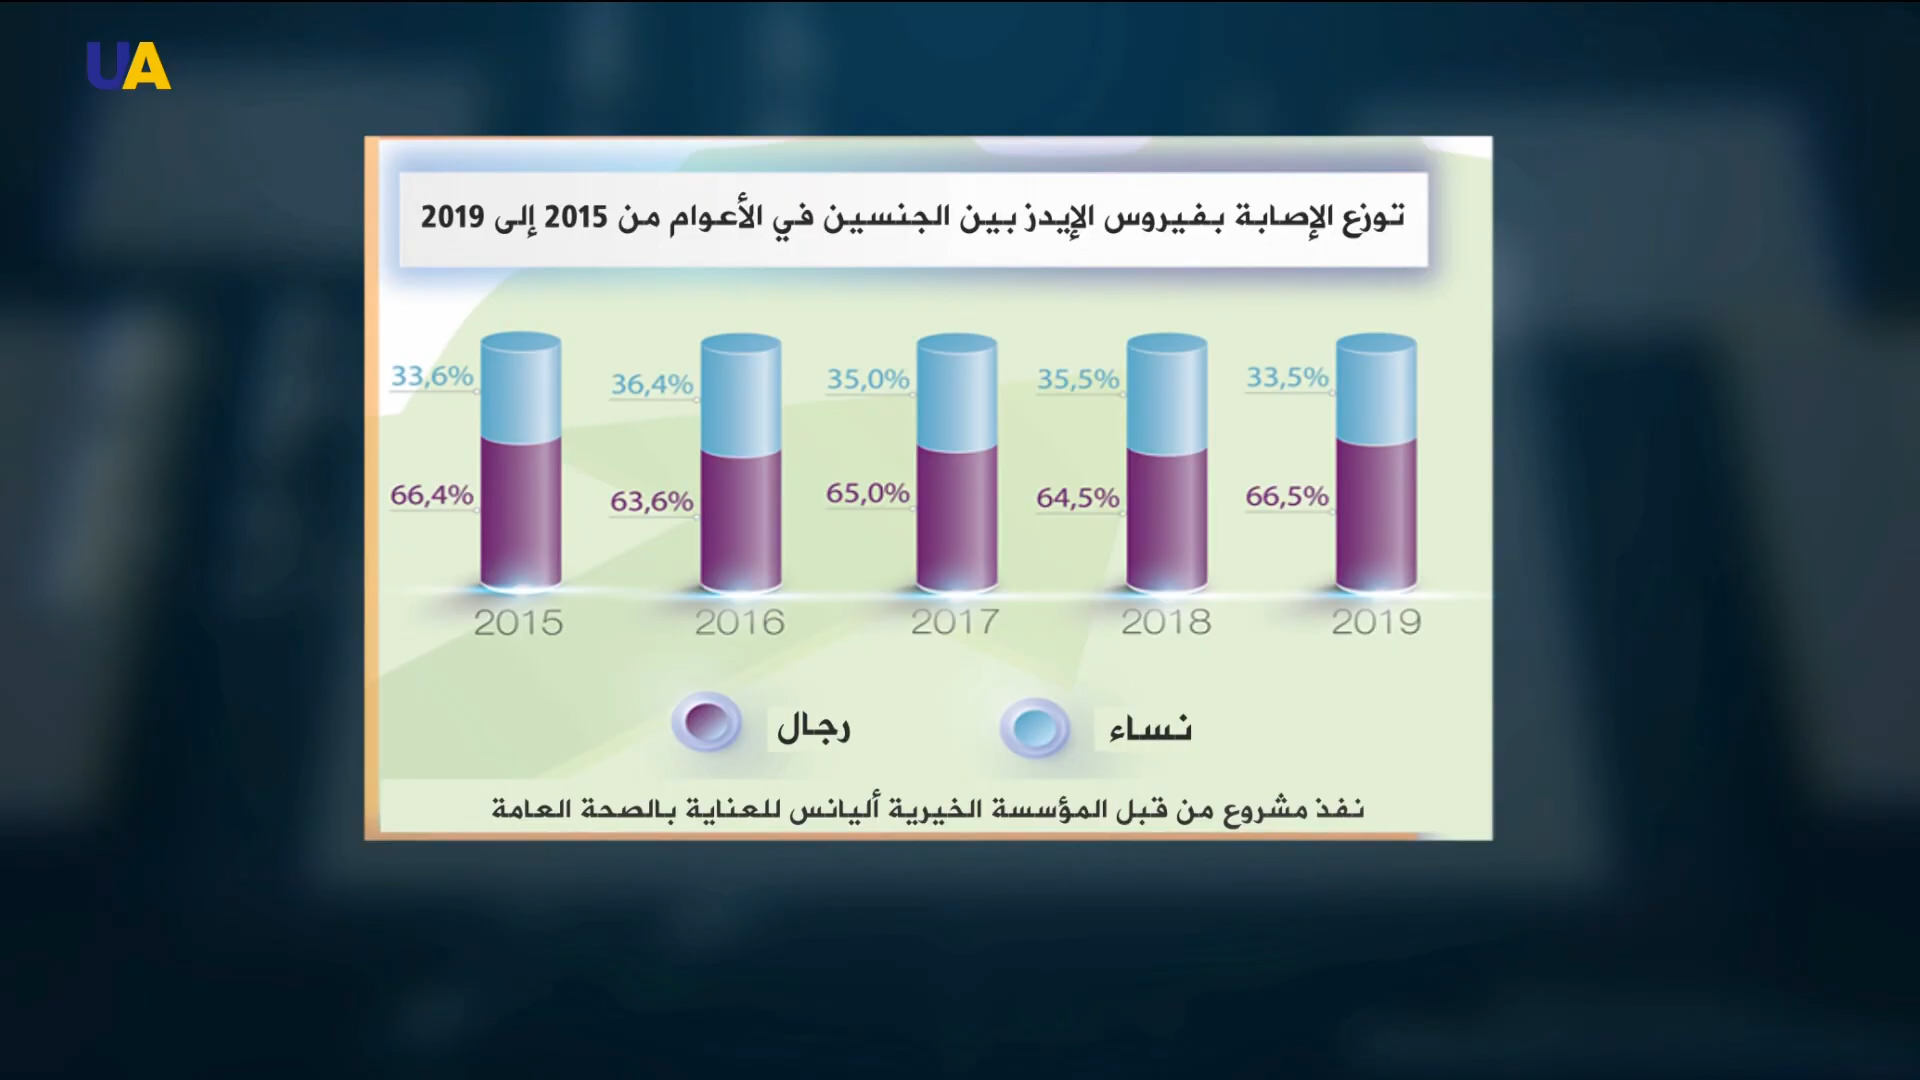 UA
توزع الإصابة بفيروس الإيدز بين الجنسين في الأعوام من 2015 إلى 2019
33,6% 36,4% 35,0% 35,5% 33,5%
66,4% 63,6% 65,0% 64,5% 66,5%
2015 2016 2017 2018 2019
رجال نساء
نفذ مشروع من قبل المؤسسة الخيرية أليانس للعناية بالصحة العامة